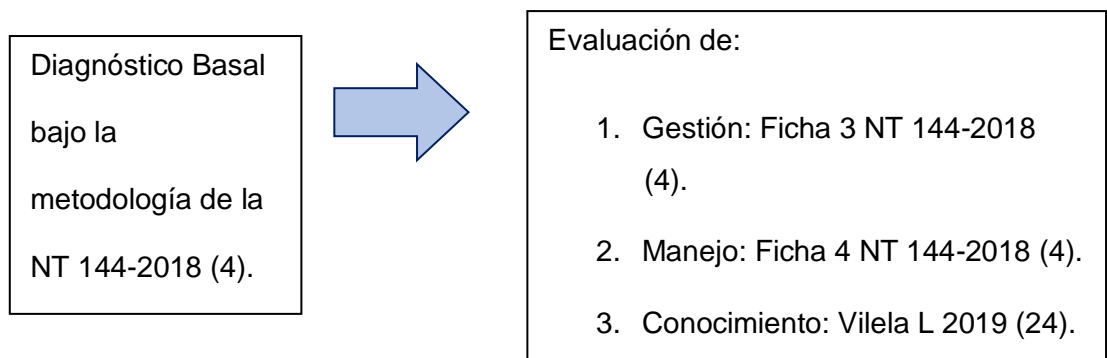 Diagnóstico Basal
bajo la
metodología de la
NT 144-2018 (4).
Evaluación de:
1. Gestión: Ficha 3 NT 144-2018
(4).
2. Manejo: Ficha 4 NT 144-2018 (4).
3. Conocimiento: Vilela L 2019 (24).